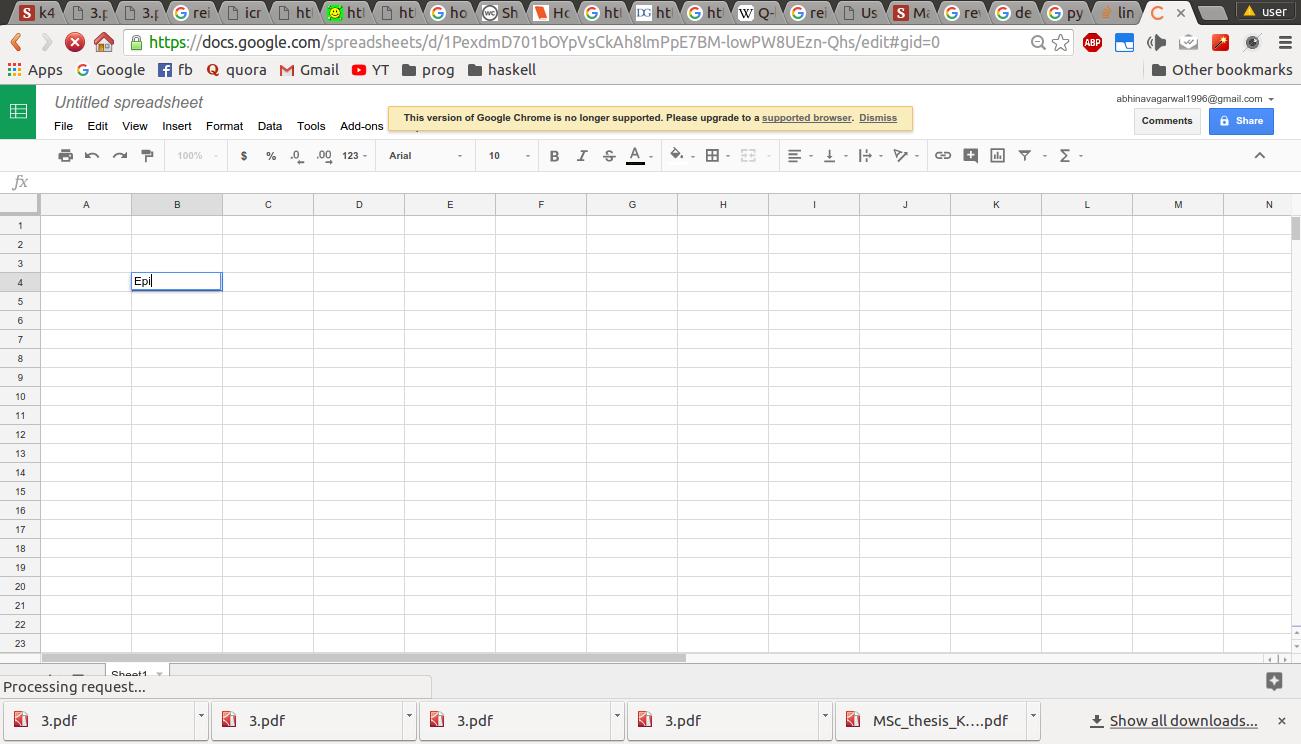 k4 3.p 3.p rei icr htl htl htl ho Sh Ho htl htl htl Q- rei Us Ma rev de py lin user
https://docs.google.com/spreadsheets/d/1PexdmD701bOYpVsCkAh8lmPpE7BM-lowPW8UEzn-Qhs/edit#gid=0
Apps Google fb quora Gmail YT prog haskell Other bookmarks
Untitled spreadsheet
abhinavagarwal1996@gmail.com
File Edit View Insert Format Data Tools Add-ons
This version of Google Chrome is no longer supported. Please upgrade to a supported browser. Dismiss
Comments Share
100% $ % .0 .00 123 Arial 10 B I S A Σ
fx
A B C D E F G H I J K L M N
1
2
3
4 Epi
5
6
7
8
9
10
11
12
13
14
15
16
17
18
19
20
21
22
23
Sheet1
Processing request...
3.pdf 3.pdf 3.pdf 3.pdf MSc_thesis_K....pdf Show all downloads...